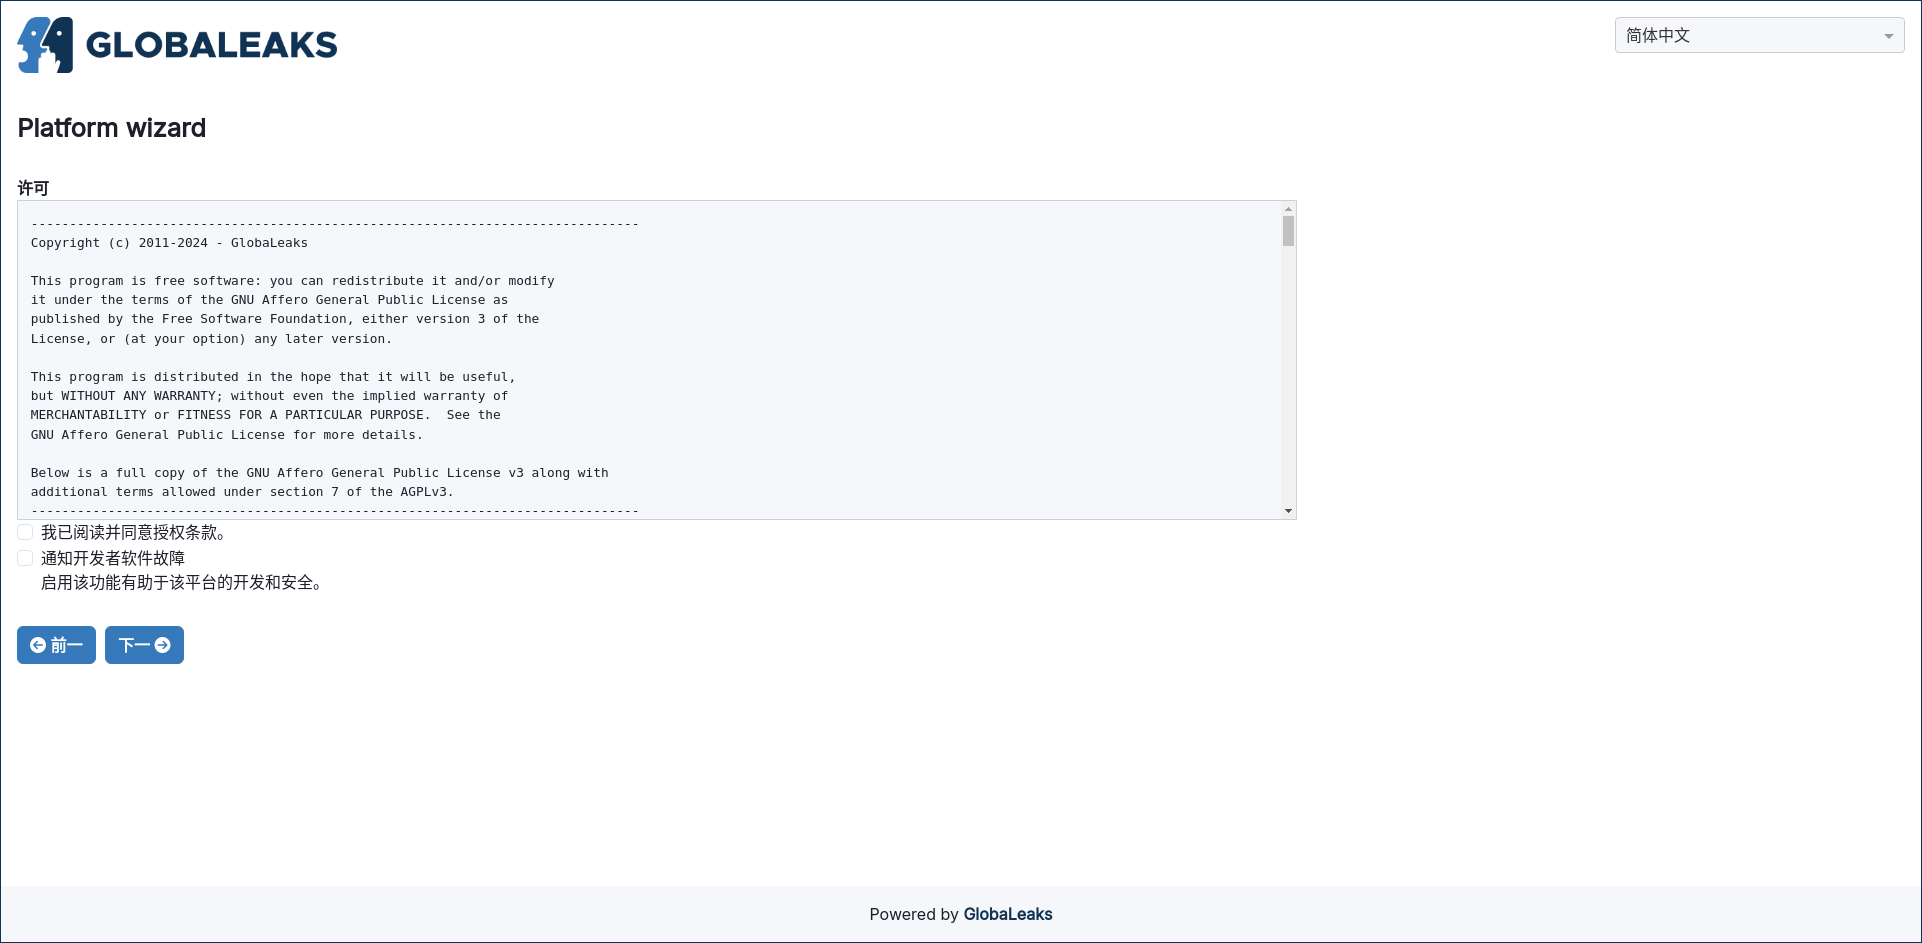 GLOBALEAKS
简体中文
Platform wizard
许可
-------------------------------------------------------------------------------
Copyright (c) 2011-2024 - GlobaLeaks
This program is free software: you can redistribute it and/or modify
it under the terms of the GNU Affero General Public License as
published by the Free Software Foundation, either version 3 of the
License, or (at your option) any later version.
This program is distributed in the hope that it will be useful,
but WITHOUT ANY WARRANTY; without even the implied warranty of
MERCHANTABILITY or FITNESS FOR A PARTICULAR PURPOSE.  See the
GNU Affero General Public License for more details.
Below is a full copy of the GNU Affero General Public License v3 along with
additional terms allowed under section 7 of the AGPLv3.
-------------------------------------------------------------------------------
我已阅读并同意授权条款。
通知开发者软件故障
启用该功能有助于该平台的开发和安全。
前一 下一
Powered by GlobaLeaks